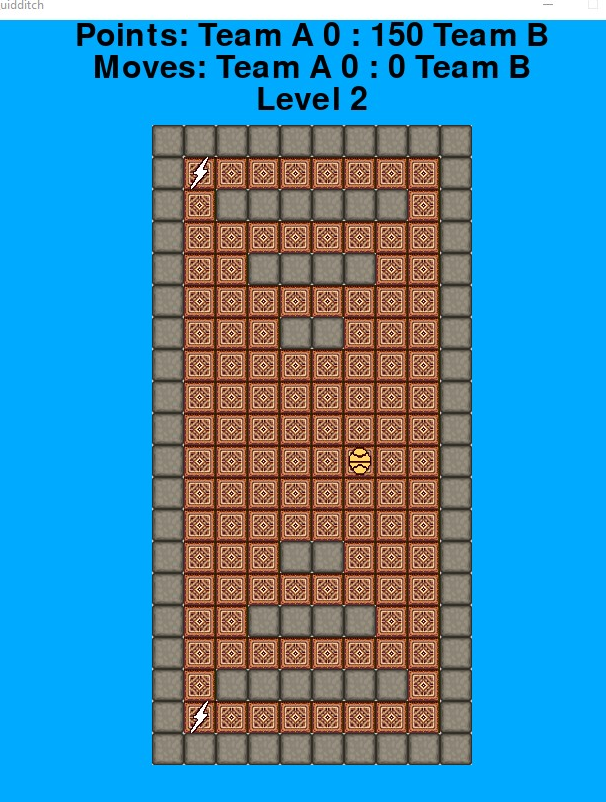 uidditch
Points: Team A 0 : 150 Team B
Moves: Team A 0 : 0 Team B
Level 2